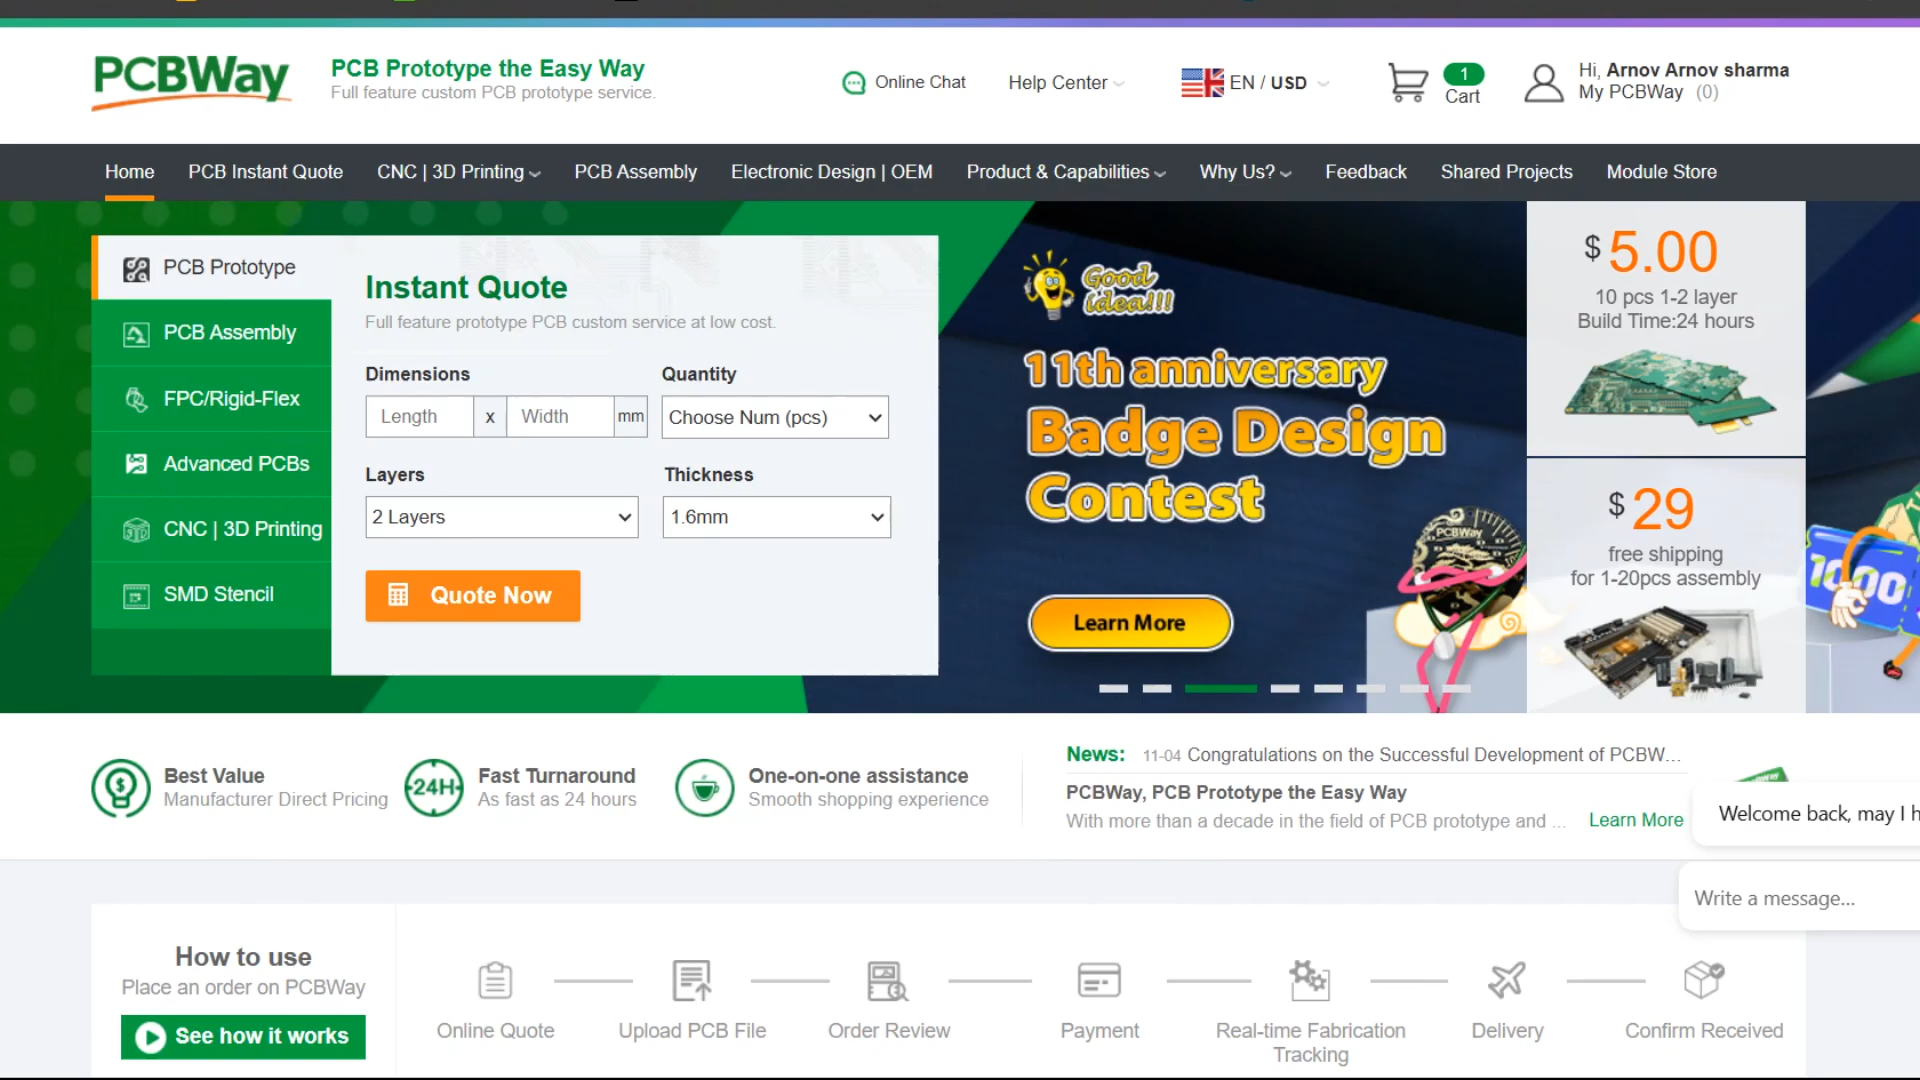 PCBWay
PCB Prototype the Easy Way
Full feature custom PCB prototype service.
Online Chat
Help Center
EN / USD
1
Cart
Hi, Arnov Arnov sharma
My PCBWay (0)
Home
PCB Instant Quote
CNC | 3D Printing
PCB Assembly
Electronic Design | OEM
Product & Capabilities
Why Us?
Feedback
Shared Projects
Module Store
PCB Prototype
PCB Assembly
FPC/Rigid-Flex
Advanced PCBs
CNC | 3D Printing
SMD Stencil
Instant Quote
Full feature prototype PCB custom service at low cost.
Dimensions
Quantity
Length x Width mm
Choose Num (pcs)
Layers
Thickness
2 Layers
1.6mm
Quote Now
Good
idea!!!
11th anniversary
Badge Design
Contest
Learn More
PCBWay
$ 5.00
10 pcs 1-2 layer
Build Time:24 hours
$ 29
free shipping
for 1-20pcs assembly
1000
Best Value
Manufacturer Direct Pricing
24H
Fast Turnaround
As fast as 24 hours
One-on-one assistance
Smooth shopping experience
News: 11-04 Congratulations on the Successful Development of PCBW...
PCBWay, PCB Prototype the Easy Way
With more than a decade in the field of PCB prototype and ... Learn More
Welcome back, may I h
Write a message...
How to use
Place an order on PCBWay
See how it works
Online Quote
Upload PCB File
Order Review
Payment
Real-time Fabrication
Tracking
Delivery
Confirm Received